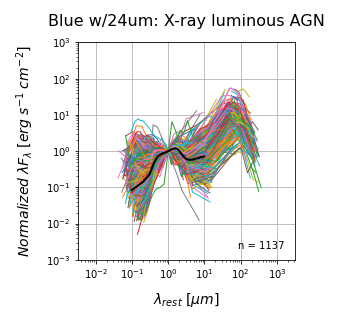 Blue w/24um: X-ray luminous AGN
Normalized λF_λ [erg s⁻¹ cm⁻²]
10³
10²
10¹
10⁰
10⁻¹
10⁻²
10⁻³
n = 1137
10⁻² 10⁻¹ 10⁰ 10¹ 10² 10³
λ_rest [μm]